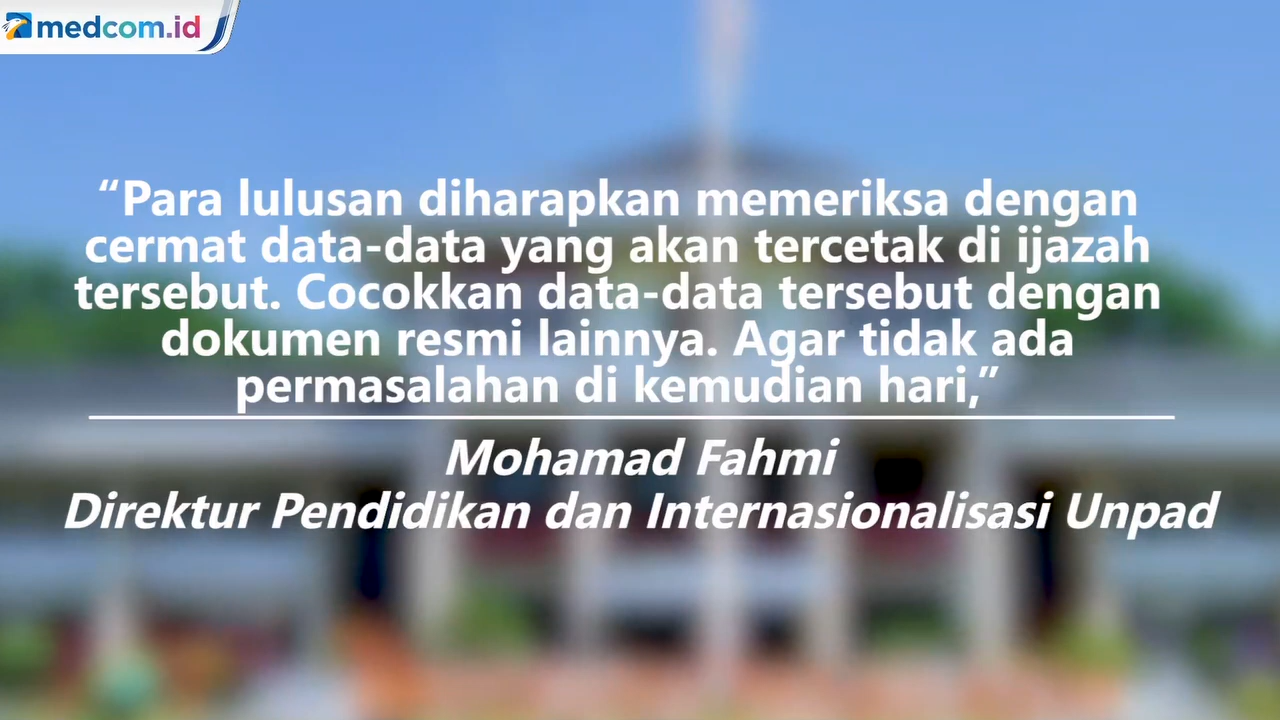 medcom.id
“Para lulusan diharapkan memeriksa dengan
cermat data-data yang akan tercetak di ijazah
tersebut. Cocokkan data-data tersebut dengan
dokumen resmi lainnya. Agar tidak ada
permasalahan di kemudian hari,”
Mohamad Fahmi
Direktur Pendidikan dan Internasionalisasi Unpad